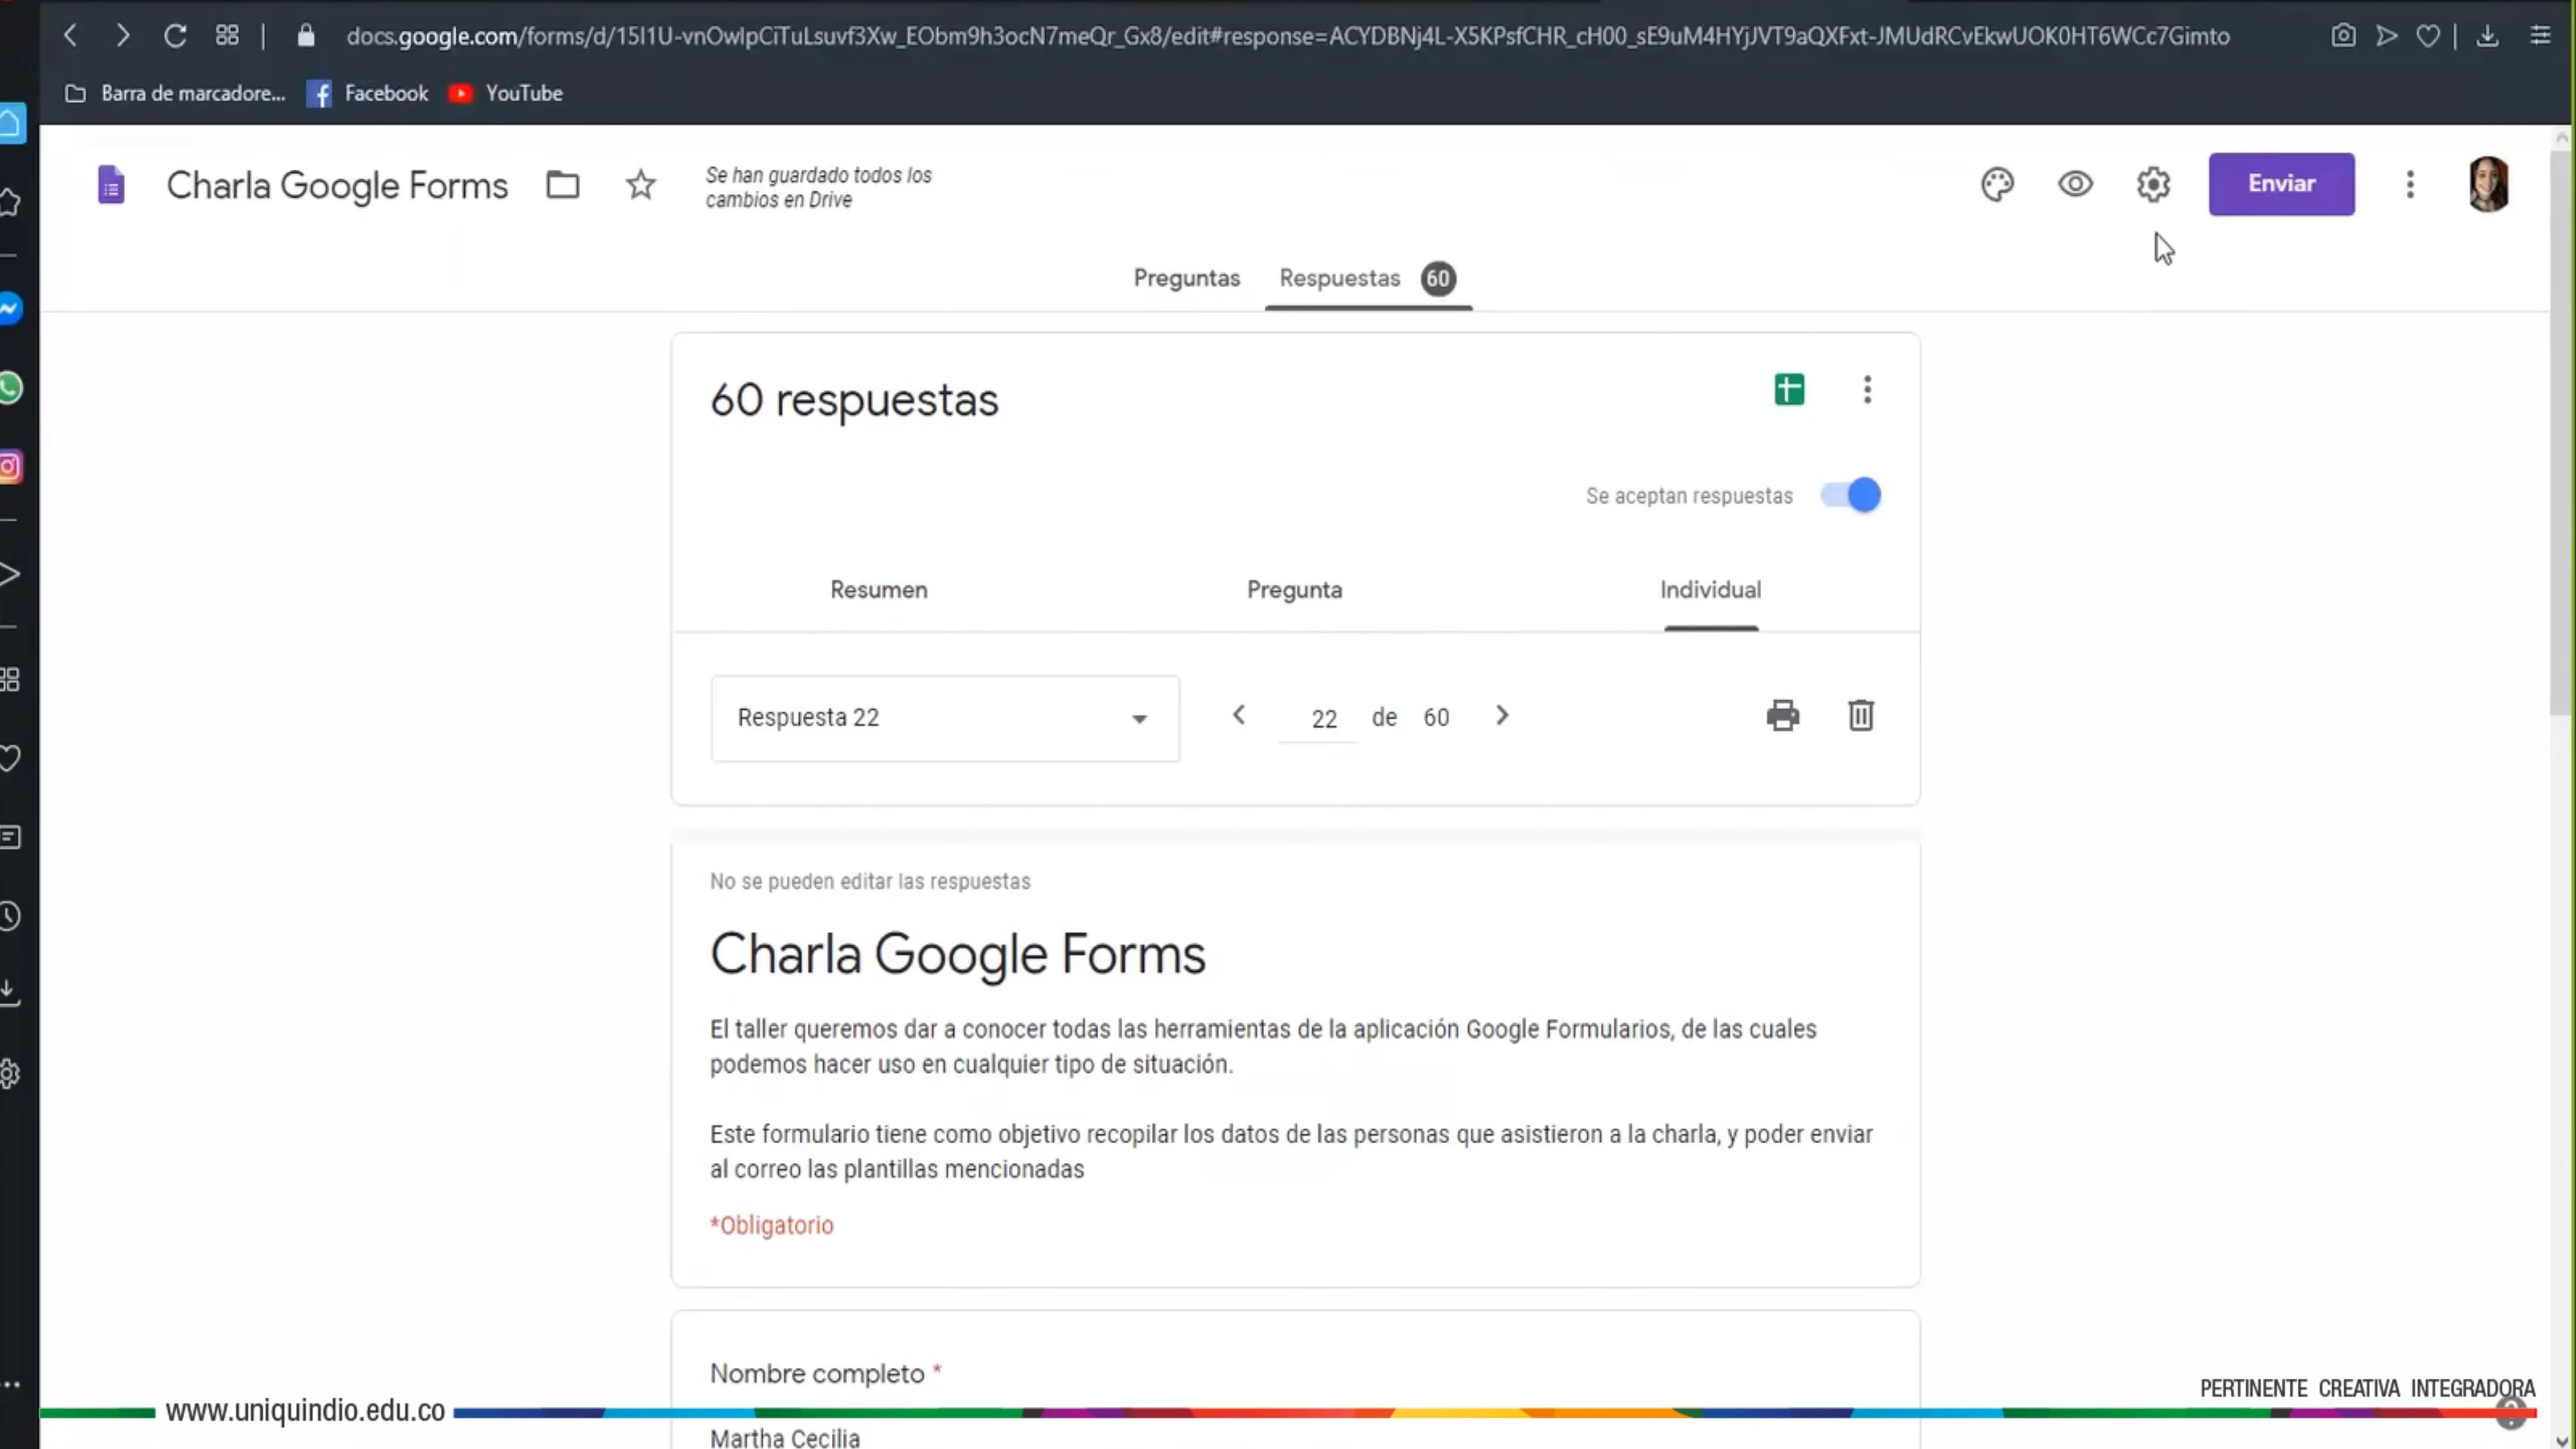 docs.google.com/forms/d/15I1U-vnOwIpCiTuLsuvf3Xw_EObm9h3ocN7meQr_Gx8/edit#response=ACYDBNj4L-X5KPsfCHR_cH00_sE9uM4HYjJVT9aQXFxt-JMUdRCvEkwUOK0HT6WCc7Gimto
Barra de marcadore... Facebook YouTube
Charla Google Forms
Se han guardado todos los
cambios en Drive
Enviar
Preguntas Respuestas 60
60 respuestas
Se aceptan respuestas
Resumen Pregunta Individual
Respuesta 22 22 de 60
No se pueden editar las respuestas
Charla Google Forms
El taller queremos dar a conocer todas las herramientas de la aplicación Google Formularios, de las cuales
podemos hacer uso en cualquier tipo de situación.
Este formulario tiene como objetivo recopilar los datos de las personas que asistieron a la charla, y poder enviar
al correo las plantillas mencionadas
*Obligatorio
Nombre completo *
PERTINENTE CREATIVA INTEGRADORA
www.uniquindio.edu.co
Martha Cecilia